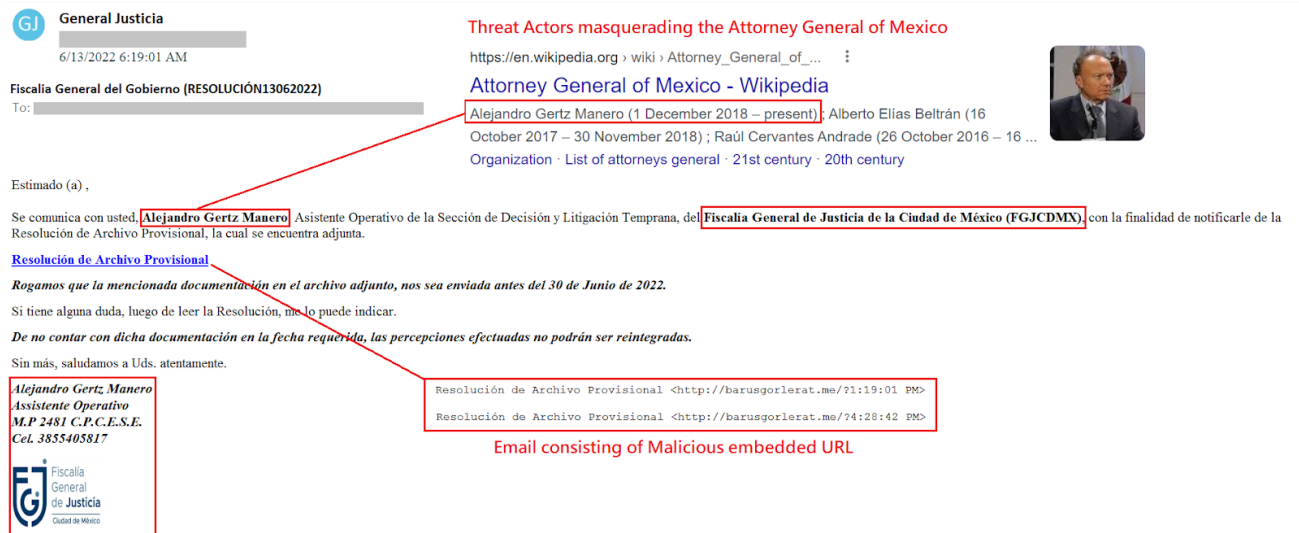 GJ
General Justicia
6/13/2022 6:19:01 AM
Fiscalia General del Gobierno (RESOLUCIÓN13062022)
To:
Threat Actors masquerading the Attorney General of Mexico
https://en.wikipedia.org › wiki › Attorney_General_of_...
Attorney General of Mexico - Wikipedia
Alejandro Gertz Manero (1 December 2018 – present) ; Alberto Elías Beltrán (16
October 2017 – 30 November 2018) ; Raúl Cervantes Andrade (26 October 2016 – 16 ...
Organization · List of attorneys general · 21st century · 20th century
Estimado (a) ,
Se comunica con usted, Alejandro Gertz Manero Asistente Operativo de la Sección de Decisión y Litigación Temprana, del Fiscalía General de Justicia de la Ciudad de México (FGJCDMX), con la finalidad de notificarle de la
Resolución de Archivo Provisional, la cual se encuentra adjunta.
Resolución de Archivo Provisional
Rogamos que la mencionada documentación en el archivo adjunto, nos sea enviada antes del 30 de Junio de 2022.
Si tiene alguna duda, luego de leer la Resolución, me lo puede indicar.
De no contar con dicha documentación en la fecha requerida, las percepciones efectuadas no podrán ser reintegradas.
Sin más, saludamos a Uds. atentamente.
Alejandro Gertz Manero
Assistente Operativo
M.P 2481 C.P.C.E.S.E.
Cel. 3855405817
FGJ
Fiscalía
General
de Justicia
Ciudad de México
Resolución de Archivo Provisional <http://barusgorlerat.me/?1:19:01 PM>
Resolución de Archivo Provisional <http://barusgorlerat.me/?4:28:42 PM>
Email consisting of Malicious embedded URL